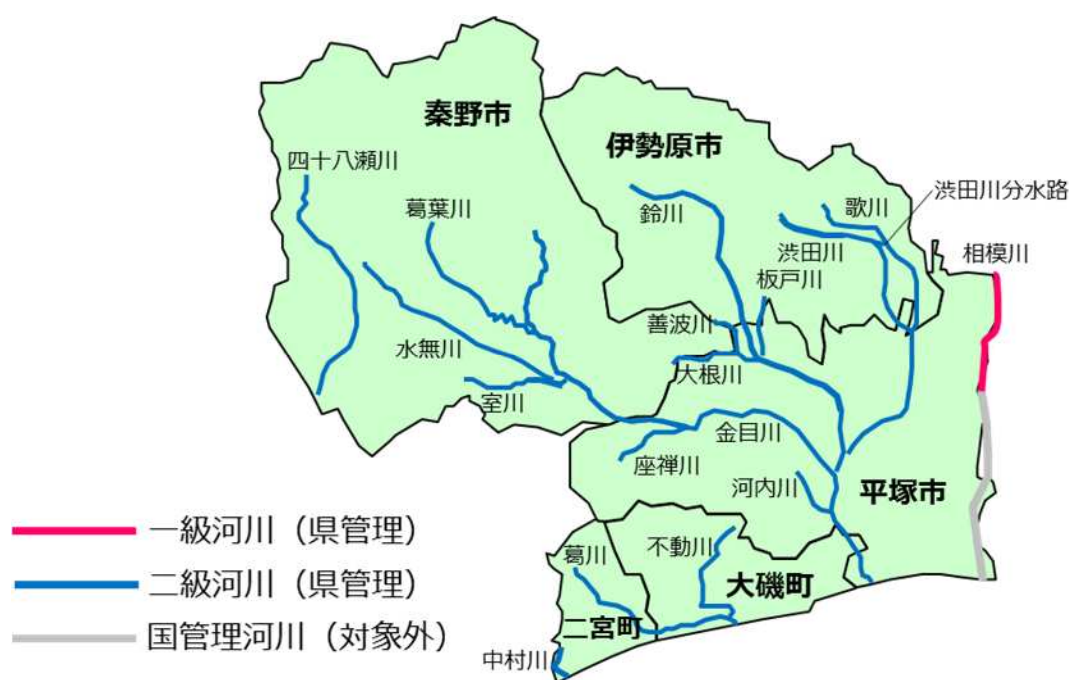 秦野市
伊勢原市
四十八瀬川
葛葉川
鈴川
歌川
渋田川分水路
渋田川
相模川
板戸川
善波川
水無川
大根川
室川
金目川
座禅川
河内川
平塚市
一級河川（県管理）
葛川
不動川
二級河川（県管理）
大磯町
二宮町
国管理河川（対象外）
中村川